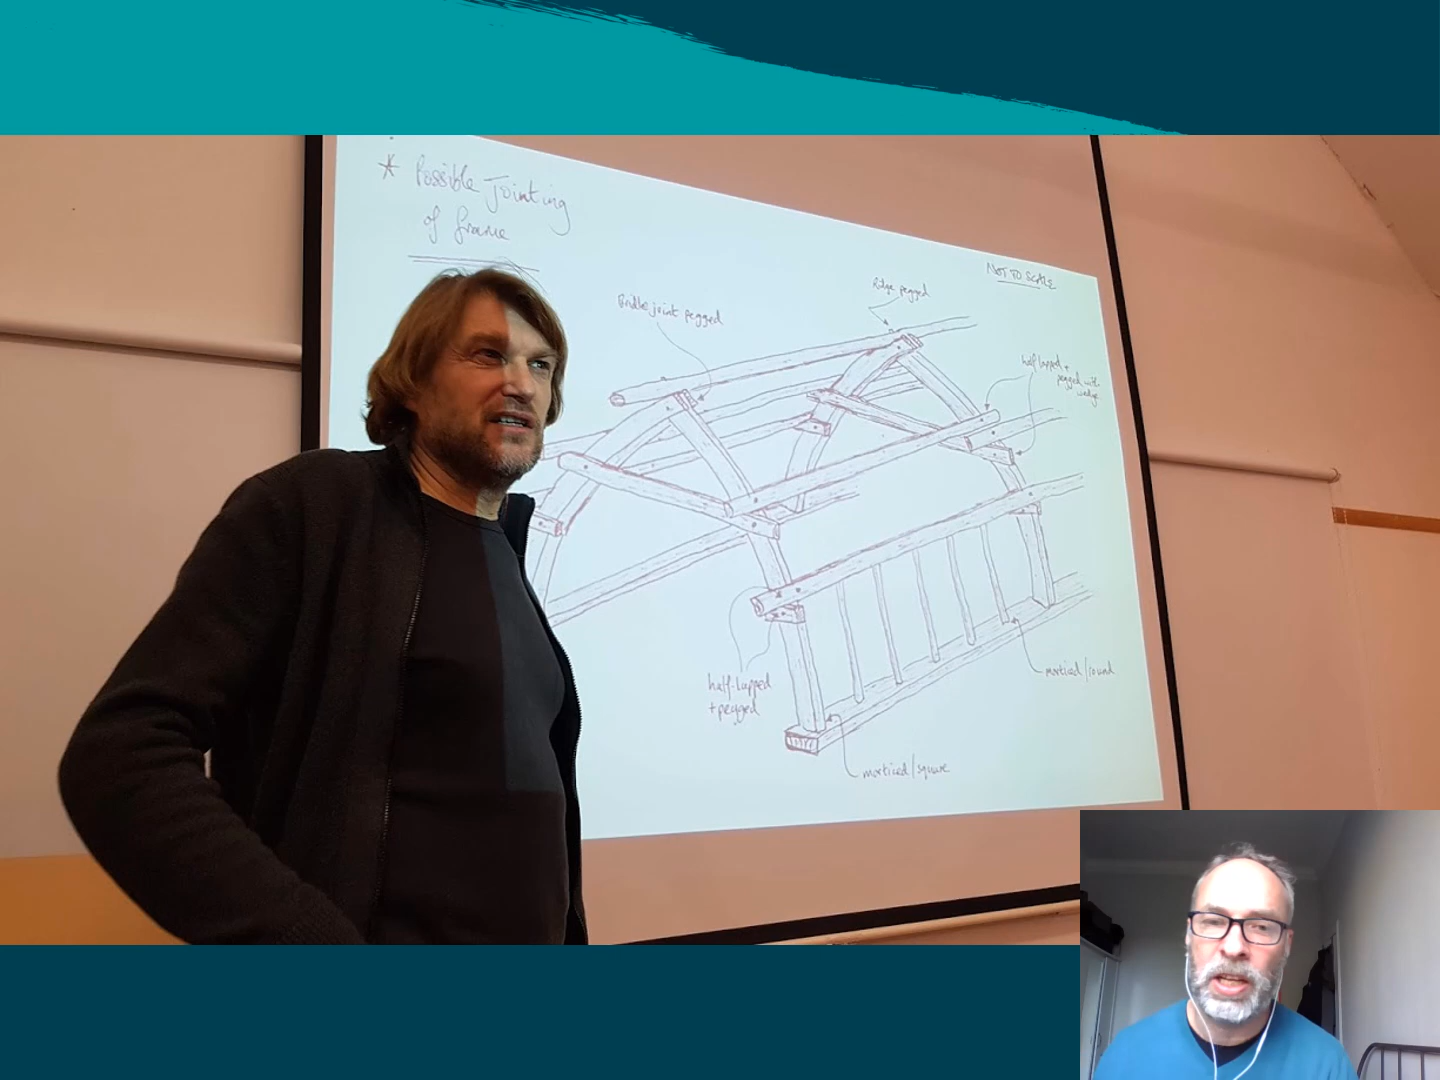 * Possible Jointing
of frame
NOT TO SCALE
Ridge pegged
Bridle joint pegged
half lapped +
pegged with
wedge
half-lapped
+ pegged
morticed/round
morticed/square